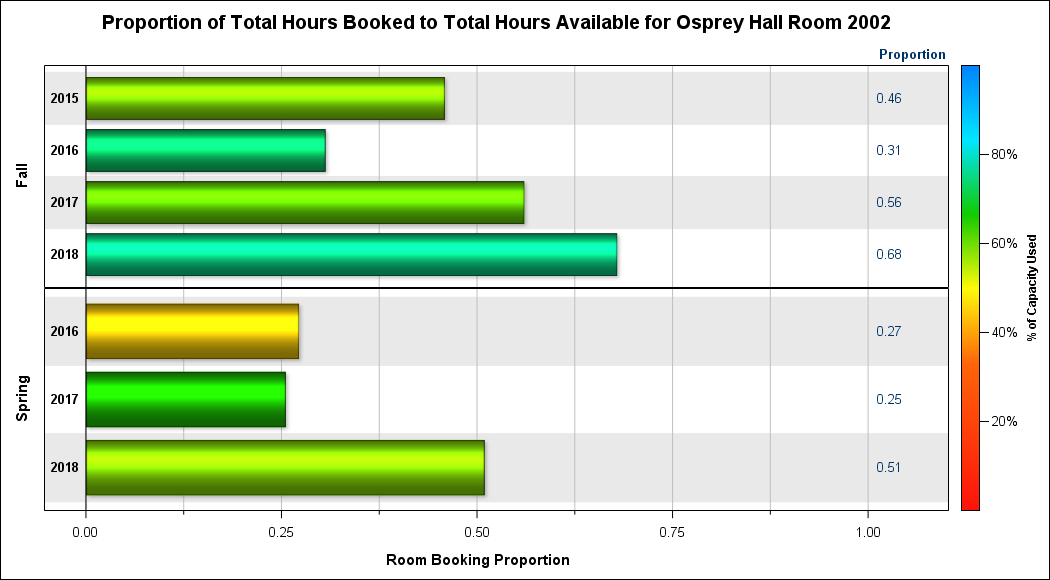 Proportion of Total Hours Booked to Total Hours Available for Osprey Hall Room 2002
Proportion
Fall
2015 0.46
2016 0.31
2017 0.56
2018 0.68
Spring
2016 0.27
2017 0.25
2018 0.51
0.00 0.25 0.50 0.75 1.00
Room Booking Proportion
80%
60%
40%
20%
% of Capacity Used